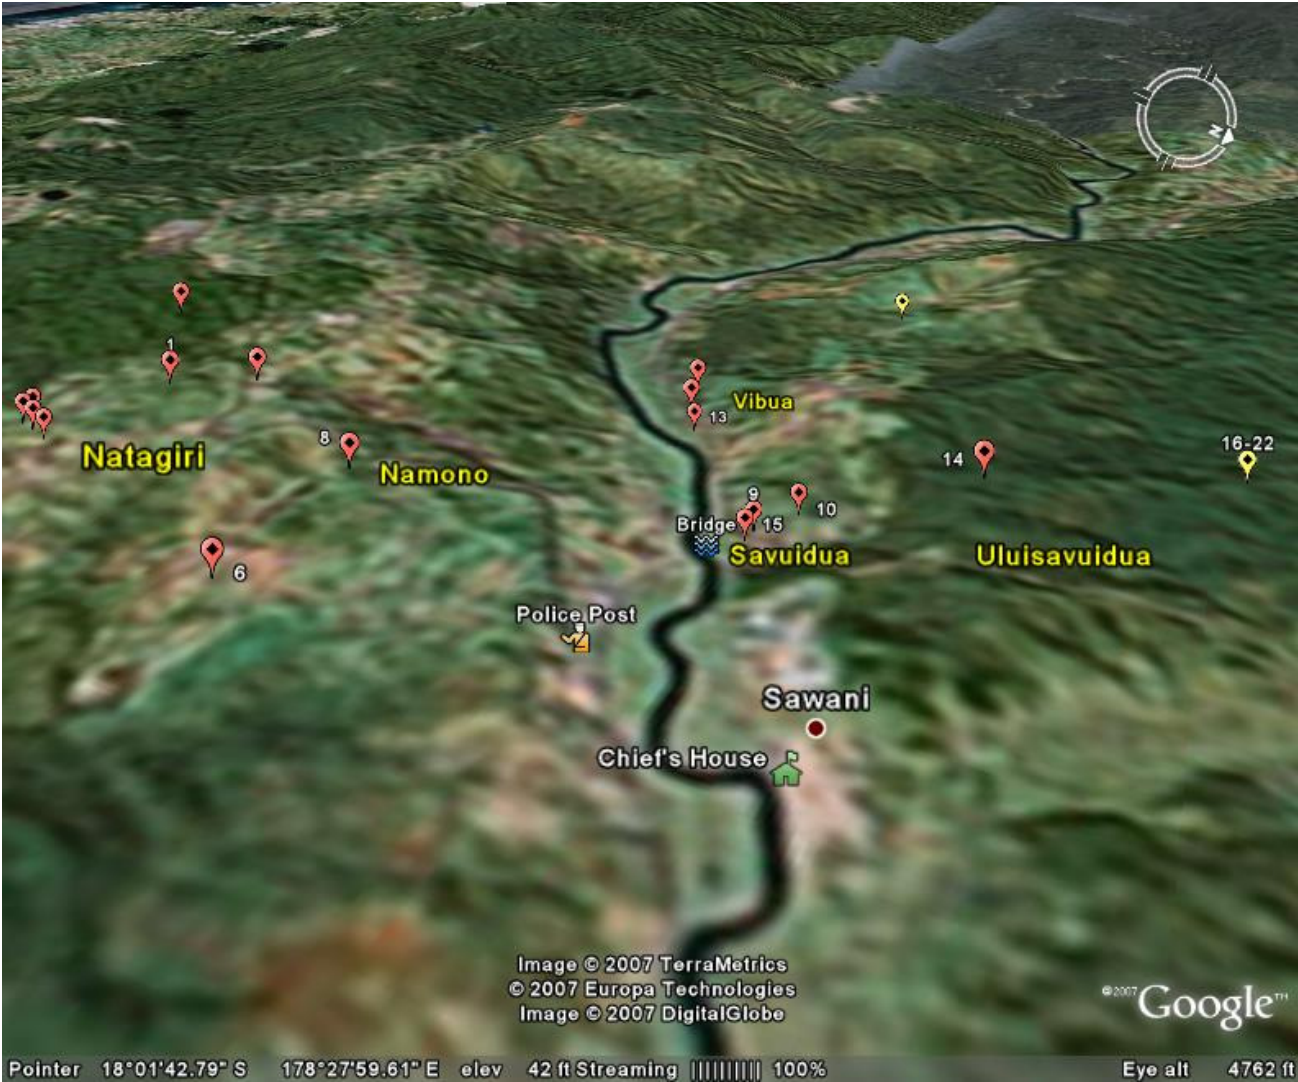 N
1
Vibua
13
Natagiri
8
Namono
14
16-22
9
10
Bridge
15
Savuidua
Uluisavuidua
6
Police Post
Sawani
Chief's House
Image © 2007 TerraMetrics
© 2007 Europa Technologies
Image © 2007 DigitalGlobe
©2007 Google™
Pointer 18°01'42.79" S 178°27'59.61" E elev 42 ft Streaming |||||||||| 100% Eye alt 4762 ft